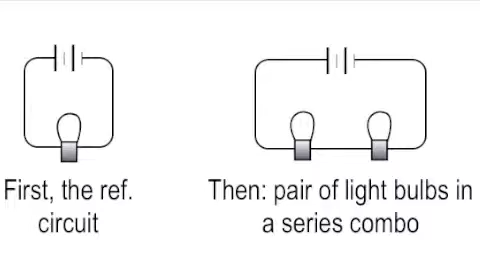 First, the ref.
circuit
Then: pair of light bulbs in
a series combo